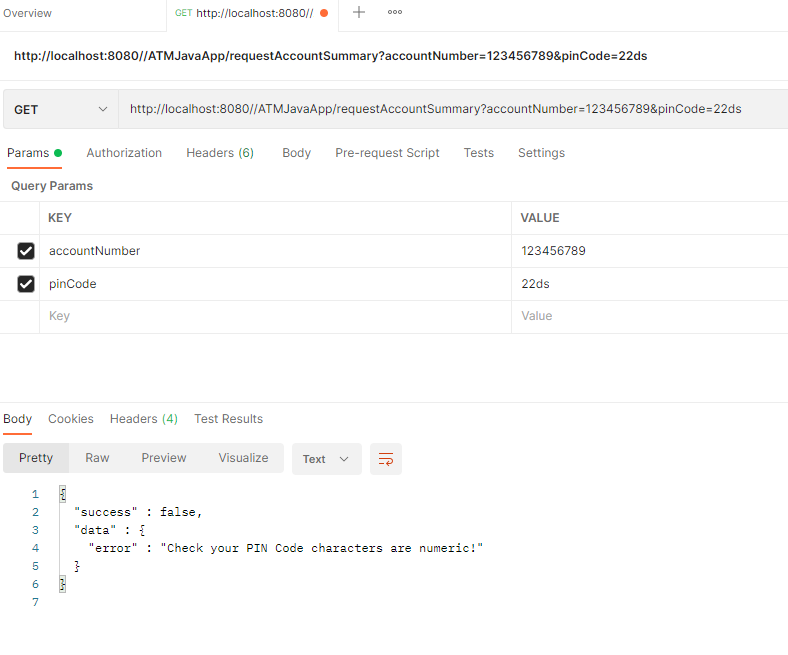 Overview
GET http://localhost:8080//
http://localhost:8080//ATMJavaApp/requestAccountSummary?accountNumber=123456789&pinCode=22ds
GET http://localhost:8080//ATMJavaApp/requestAccountSummary?accountNumber=123456789&pinCode=22ds
Params Authorization Headers (6) Body Pre-request Script Tests Settings
Query Params
KEY VALUE
accountNumber 123456789
pinCode 22ds
Key Value
Body Cookies Headers (4) Test Results
Pretty Raw Preview Visualize Text
1 {
2 "success" : false,
3 "data" : {
4 "error" : "Check your PIN Code characters are numeric!"
5 }
6 }
7